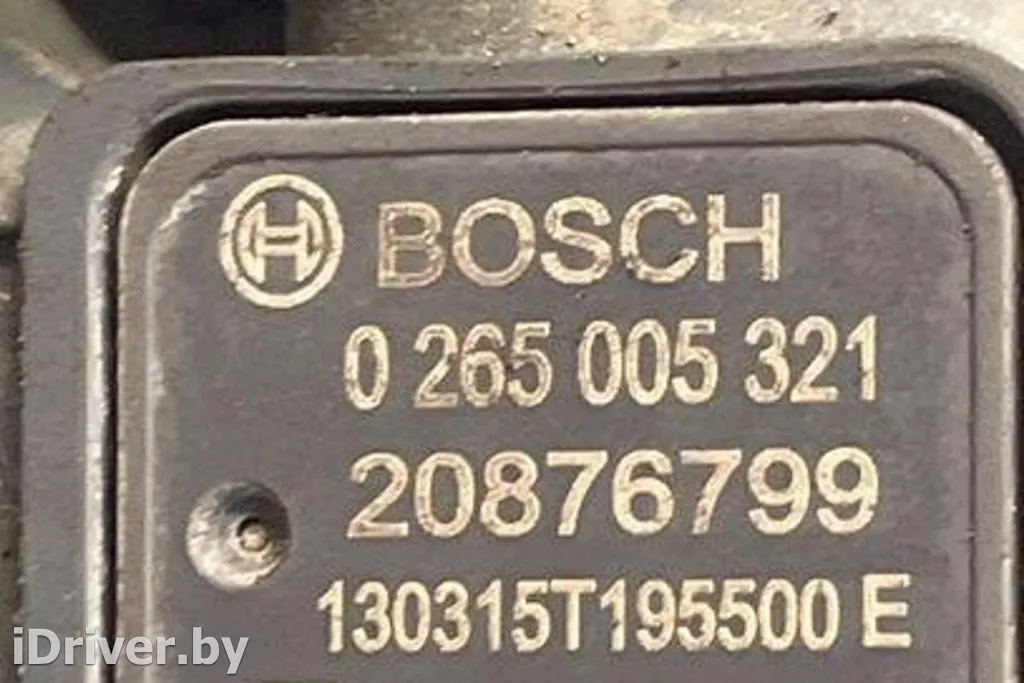 BOSCH
0 265 005 321
20876799
130315T195500 E
iDriver.by